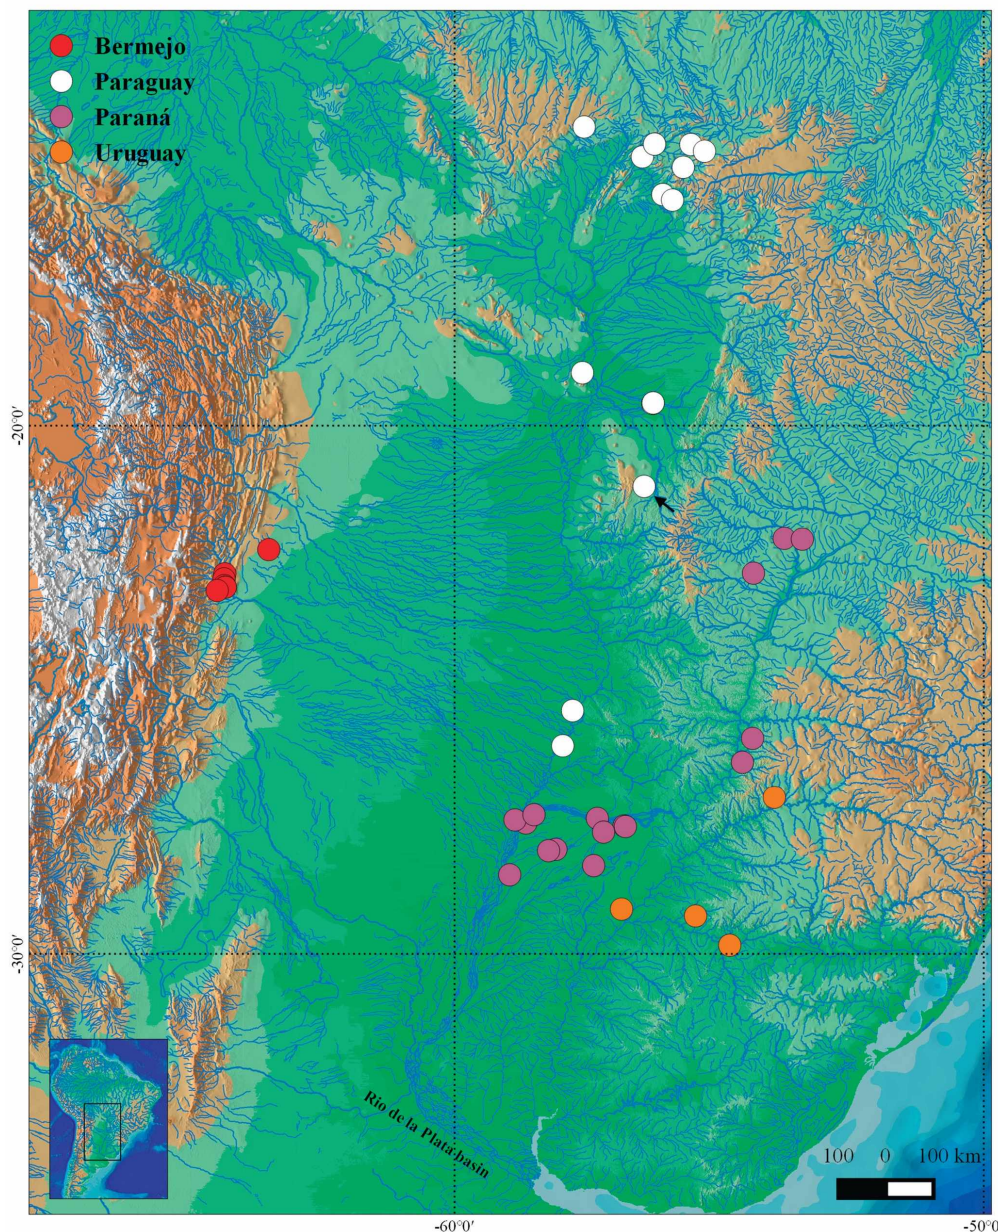 Bermejo
Paraguay
Paraná
Uruguay
-20°0'
-30°0'
Rio de la Plata basin
100 0 100 km
-60°0'
-50°0'